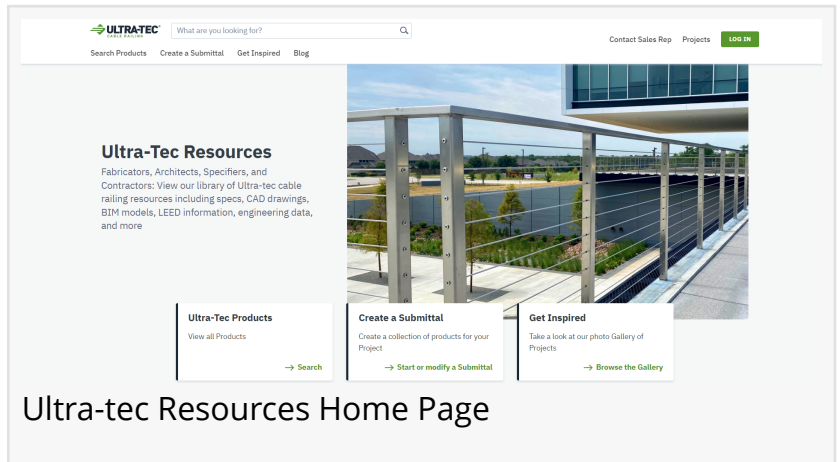 ULTRA-TEC
CABLE RAILING
What are you looking for?
Contact Sales Rep Projects LOG IN
Search Products Create a Submittal Get Inspired Blog
Ultra-Tec Resources
Fabricators, Architects, Specifiers, and
Contractors: View our library of Ultra-tec cable
railing resources including specs, CAD drawings,
BIM models, LEED information, engineering data,
and more
Ultra-Tec Products
View all Products
→ Search
Create a Submittal
Create a collection of products for your
Project
→ Start or modify a Submittal
Get Inspired
Take a look at our photo Gallery of
Projects
→ Browse the Gallery
Ultra-tec Resources Home Page